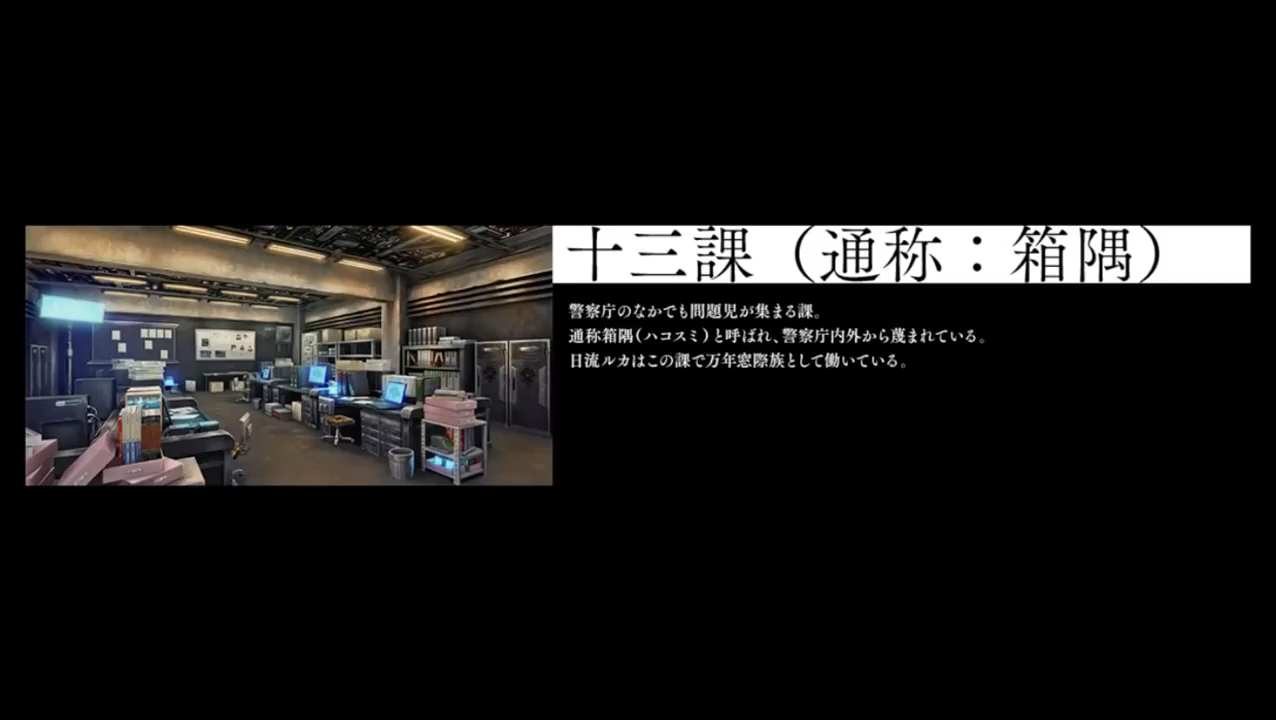 十三課（通称：箱隅）
警察庁のなかでも問題児が集まる課。
通称箱隅(ハコスミ)と呼ばれ、警察庁内外から蔑まれている。
日流ルカはこの課で万年窓際族として働いている。